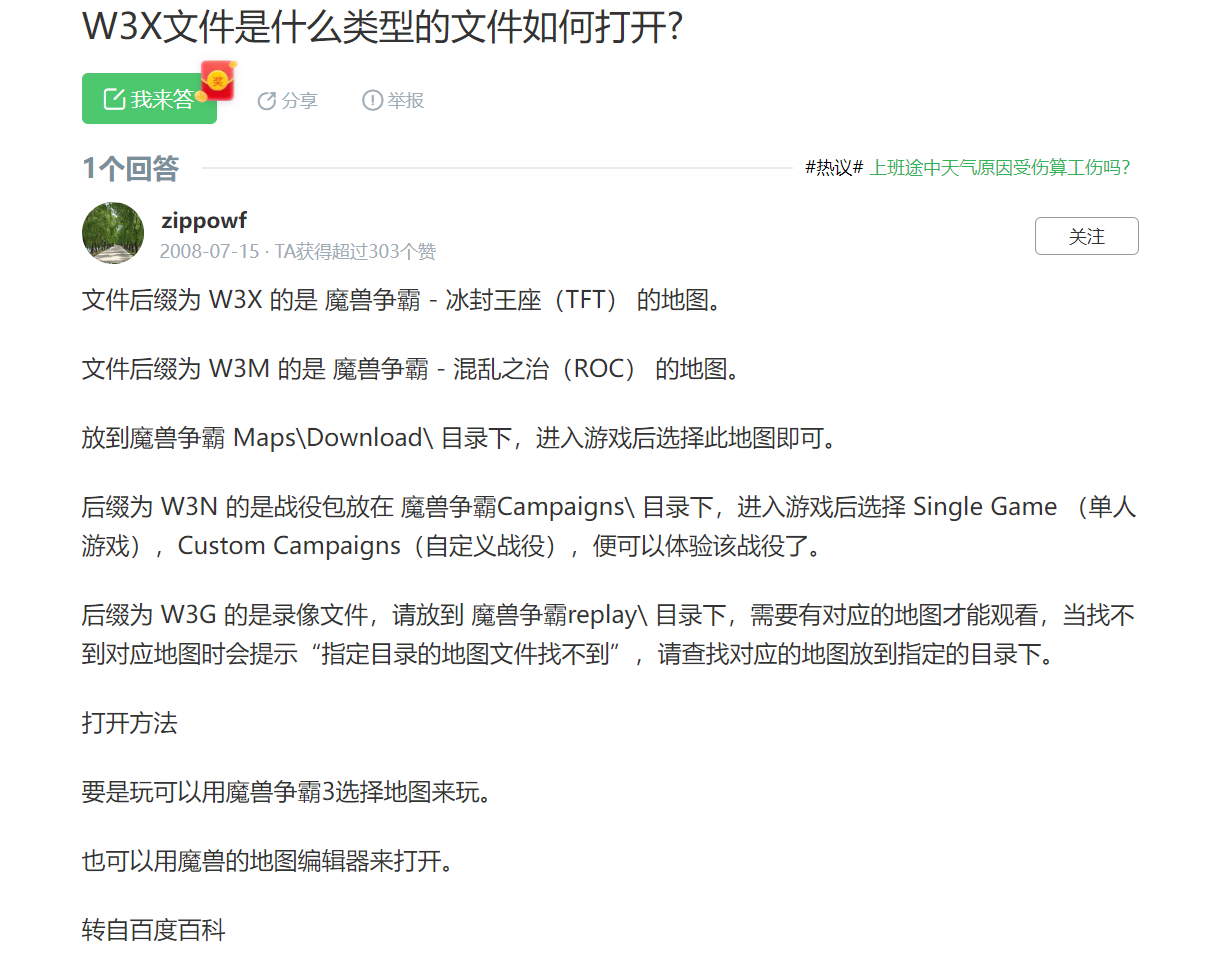 W3X文件是什么类型的文件如何打开?
奖
我来答
分享
举报
1个回答
#热议# 上班途中天气原因受伤算工伤吗?
zippowf
2008-07-15 · TA获得超过303个赞
关注
文件后缀为 W3X 的是 魔兽争霸 - 冰封王座（TFT） 的地图。
文件后缀为 W3M 的是 魔兽争霸 - 混乱之治（ROC） 的地图。
放到魔兽争霸 Maps\Download\ 目录下，进入游戏后选择此地图即可。
后缀为 W3N 的是战役包放在 魔兽争霸Campaigns\ 目录下，进入游戏后选择 Single Game （单人
游戏），Custom Campaigns（自定义战役），便可以体验该战役了。
后缀为 W3G 的是录像文件，请放到 魔兽争霸replay\ 目录下，需要有对应的地图才能观看，当找不
到对应地图时会提示“指定目录的地图文件找不到”，请查找对应的地图放到指定的目录下。
打开方法
要是玩可以用魔兽争霸3选择地图来玩。
也可以用魔兽的地图编辑器来打开。
转自百度百科